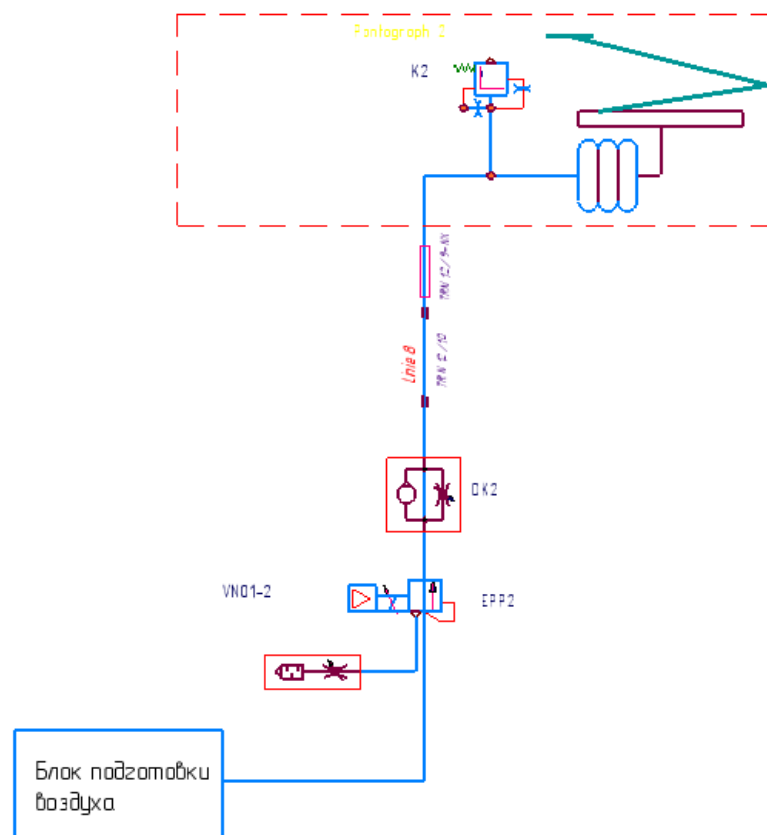 Pantograph 2
K2
TRN 12/9-NX
Linie 8
TRN 12/10
DK2
VN01-2
EPP2
Блок подготовки
воздуха